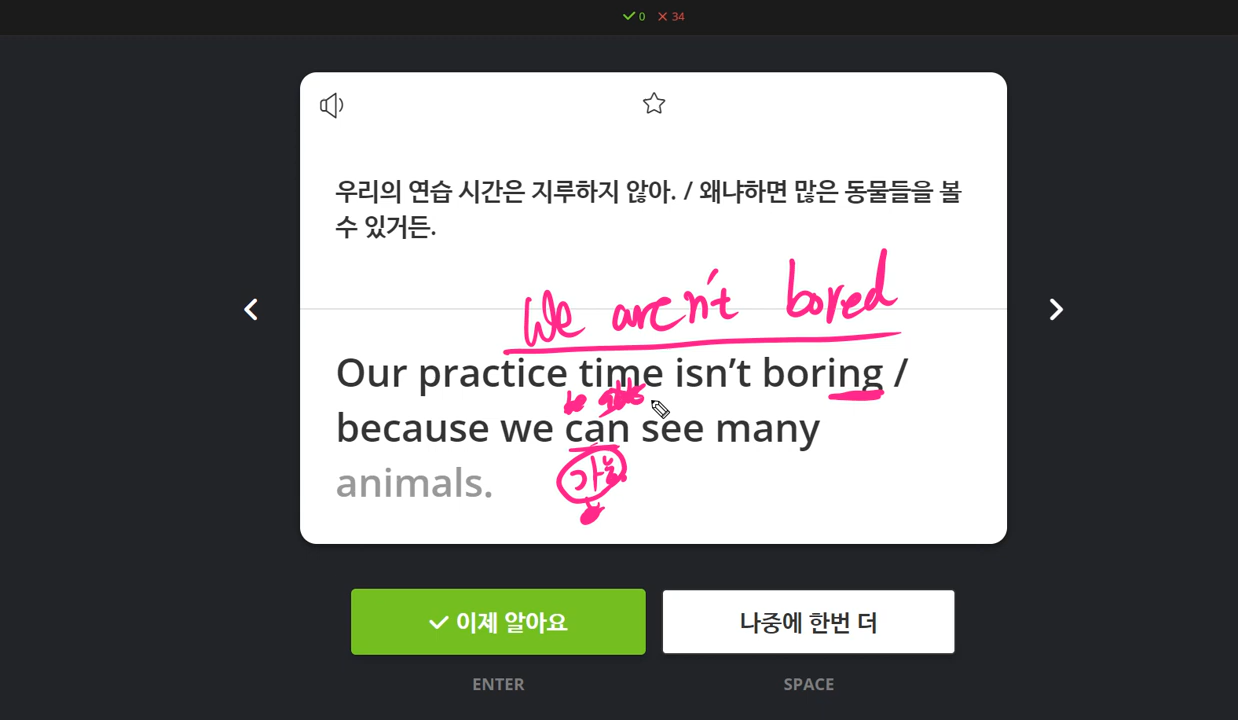 0 34
우리의 연습 시간은 지루하지 않아. / 왜냐하면 많은 동물들을 볼
수 있거든.
We aren't bored
Our practice time isn't boring /
because we can see many
가능
animals.
이제 알아요 나중에 한번 더
ENTER SPACE